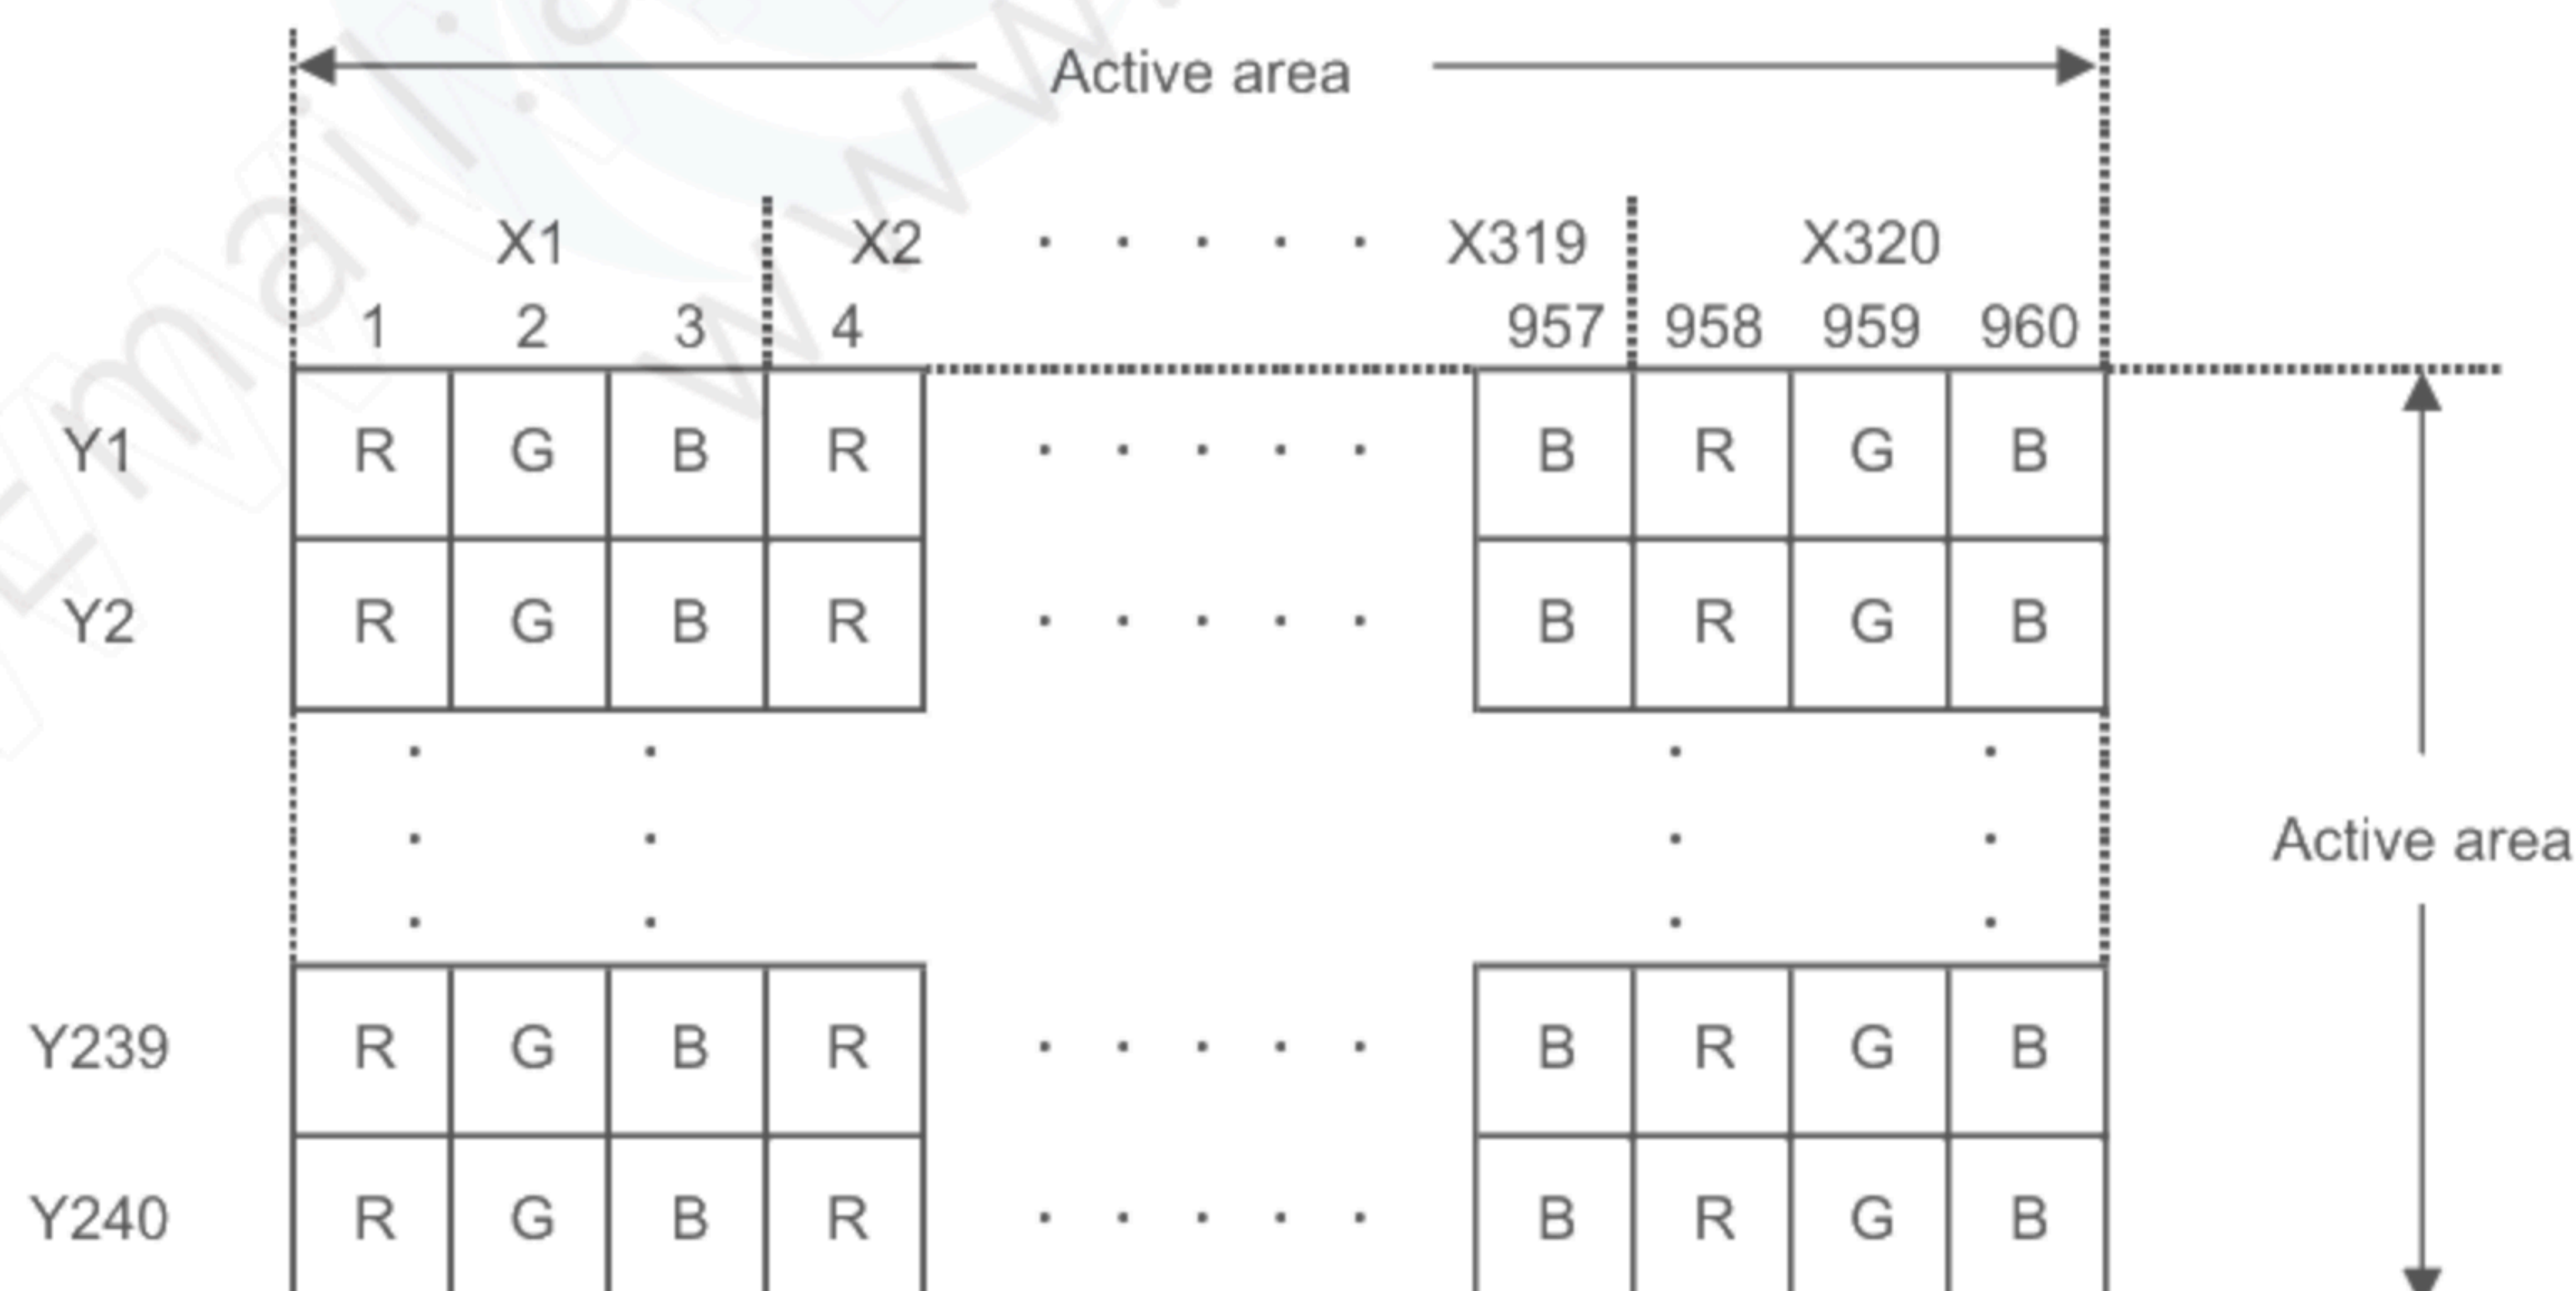 Active area
X1 X2 · · · · · X319 X320
1 2 3 4 957 958 959 960
Y1 R G B R · · · · · B R G B
Y2 R G B R · · · · · B R G B
Active area
Y239 R G B R · · · · · B R G B
Y240 R G B R · · · · · B R G B